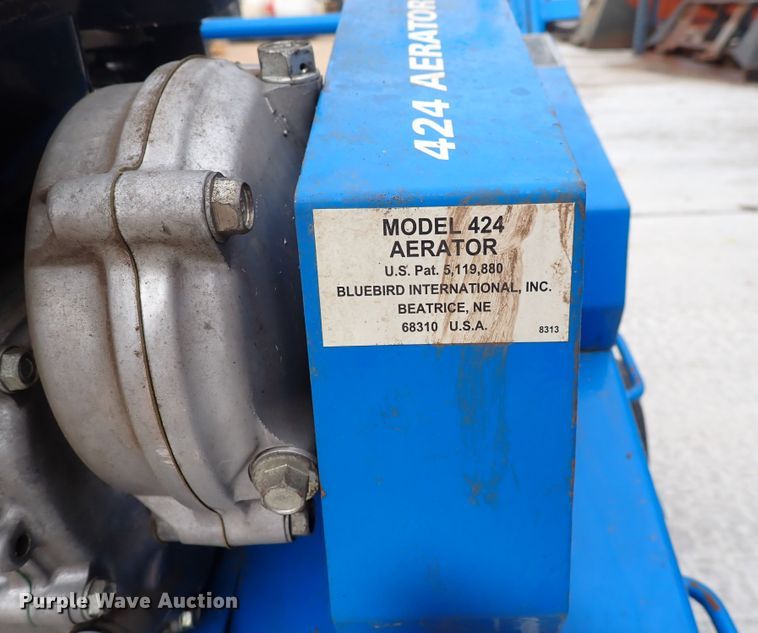 424 AERATOR
MODEL 424
AERATOR
U.S. Pat. 5,119,880
BLUEBIRD INTERNATIONAL, INC.
BEATRICE, NE
68310 U.S.A.
8313
Purple Wave Auction